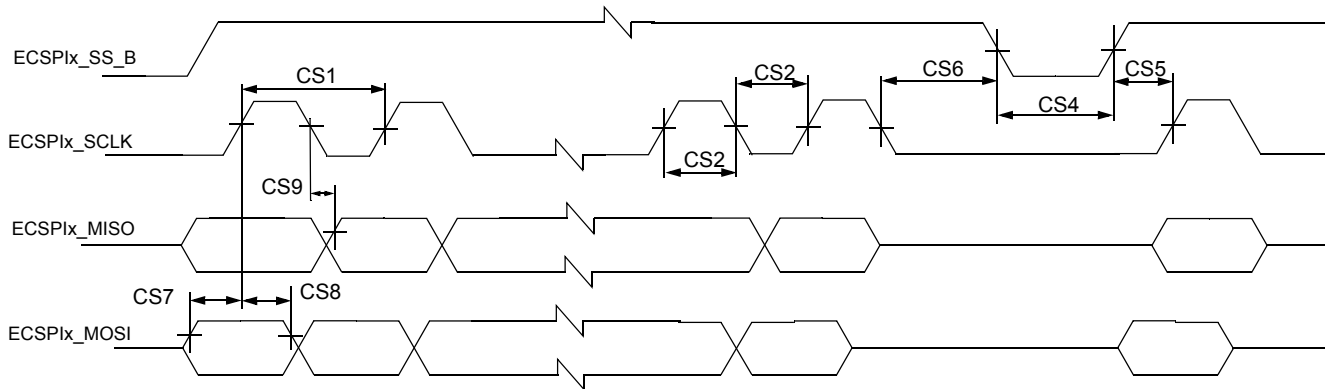 ECSPIx_SS_B
CS1
CS2
CS6
CS5
CS4
ECSPIx_SCLK
CS2
CS9
ECSPIx_MISO
CS7
CS8
ECSPIx_MOSI